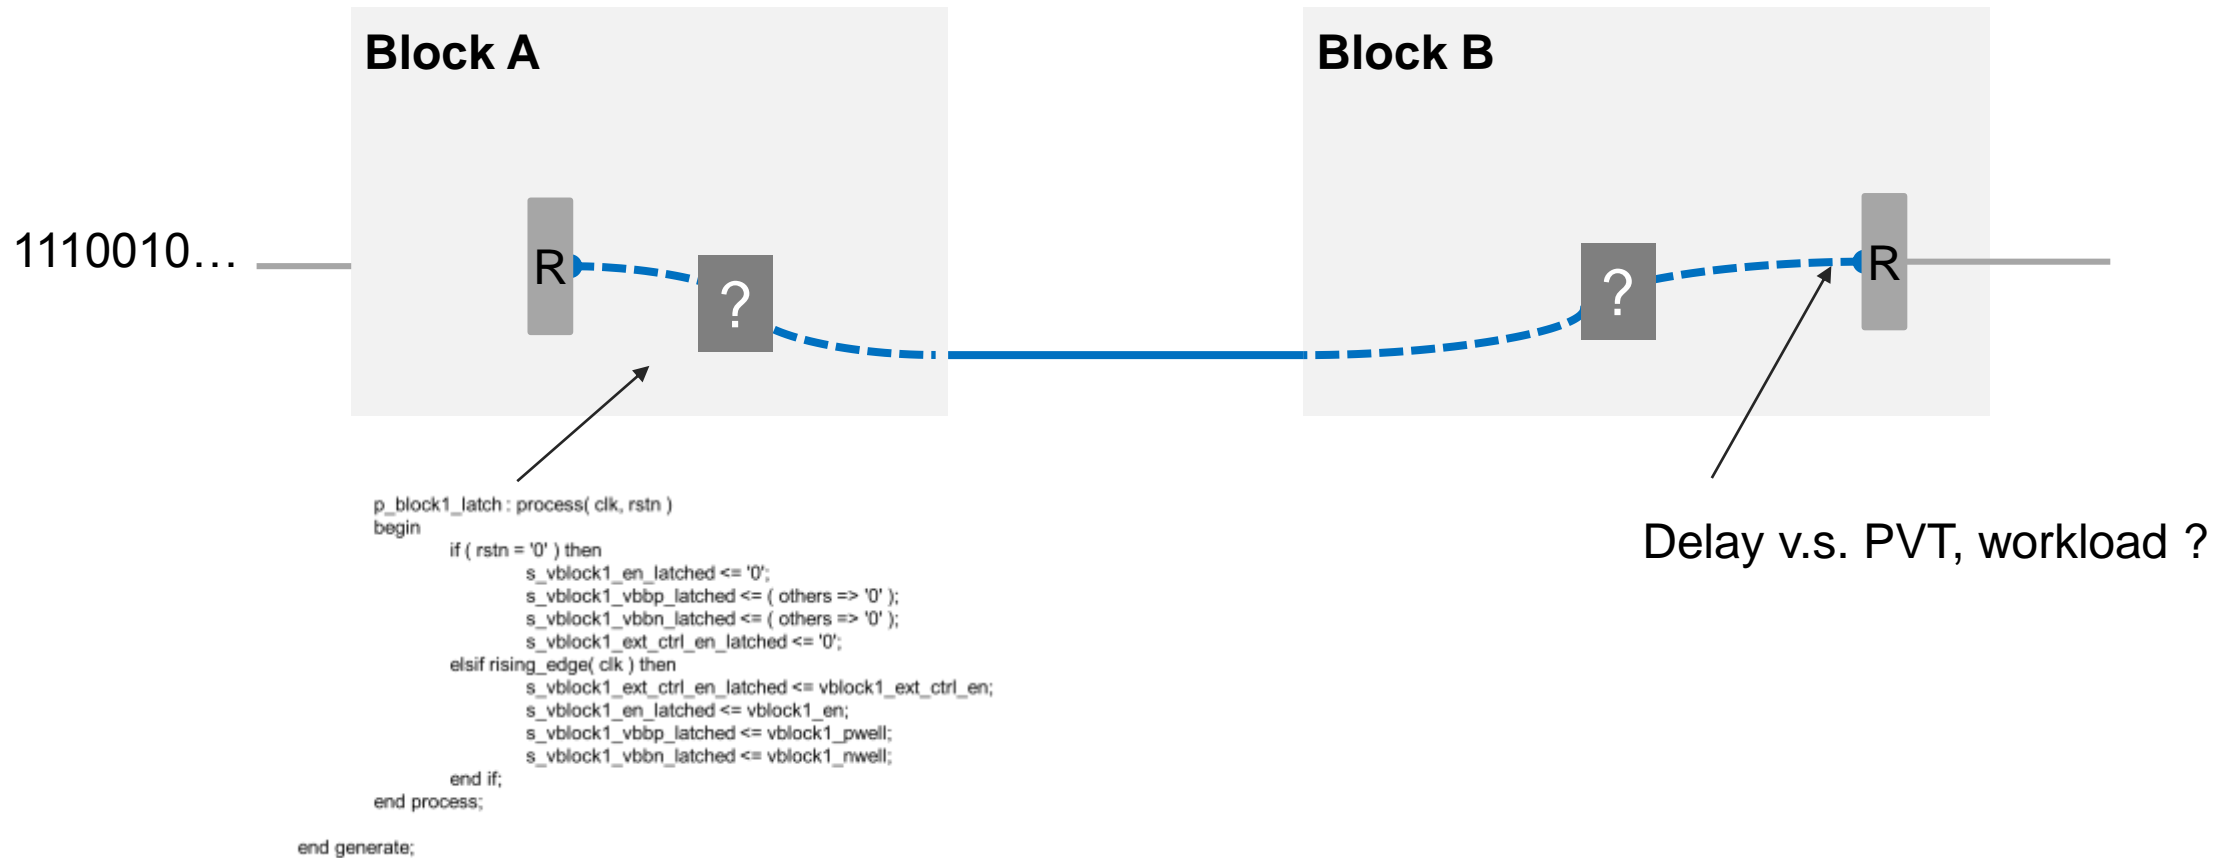 Block A
Block B
1110010…
R
?
?
R
p_block1_latch : process( clk, rstn )
begin
if ( rstn = '0' ) then
s_vblock1_en_latched <= '0';
s_vblock1_vbbp_latched <= ( others => '0' );
s_vblock1_vbbn_latched <= ( others => '0' );
s_vblock1_ext_ctrl_en_latched <= '0';
elsif rising_edge( clk ) then
s_vblock1_ext_ctrl_en_latched <= vblock1_ext_ctrl_en;
s_vblock1_en_latched <= vblock1_en;
s_vblock1_vbbp_latched <= vblock1_pwell;
s_vblock1_vbbn_latched <= vblock1_nwell;
end if;
end process;
end generate;
Delay v.s. PVT, workload ?